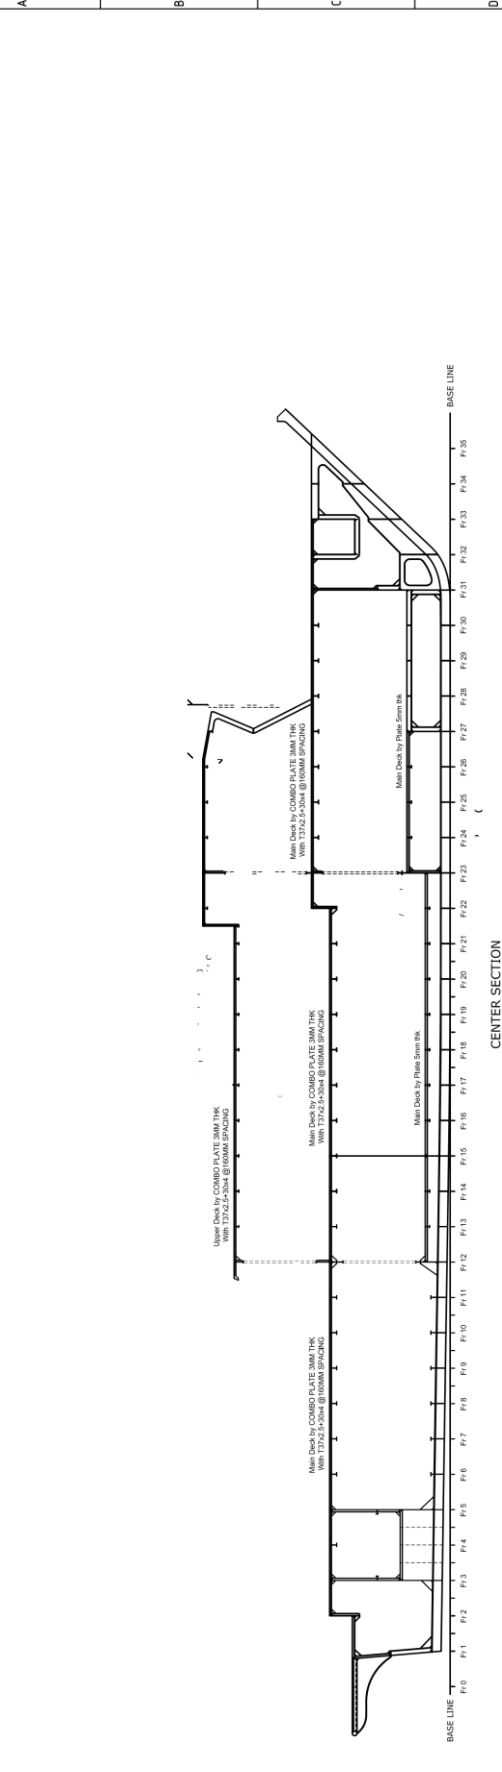 A
B
C
D
Upper Deck by COMBO PLATE 3MM THK
With T37x2.5+30x4 @160MM SPACING
Main Deck by COMBO PLATE 3MM THK
With T37x2.5+30x4 @160MM SPACING
Main Deck by COMBO PLATE 3MM THK
With T37x2.5+30x4 @160MM SPACING
Main Deck by COMBO PLATE 3MM THK
With T37x2.5+30x4 @160MM SPACING
Main Deck by Plate 5mm thk
Main Deck by Plate 5mm thk
BASE LINE
BASE LINE
Fr 0
Fr 1
Fr 2
Fr 3
Fr 4
Fr 5
Fr 6
Fr 7
Fr 8
Fr 9
Fr 10
Fr 11
Fr 12
Fr 13
Fr 14
Fr 15
Fr 16
Fr 17
Fr 18
Fr 19
Fr 20
Fr 21
Fr 22
Fr 23
Fr 24
Fr 25
Fr 26
Fr 27
Fr 28
Fr 29
Fr 30
Fr 31
Fr 32
Fr 33
Fr 34
Fr 35
CENTER SECTION